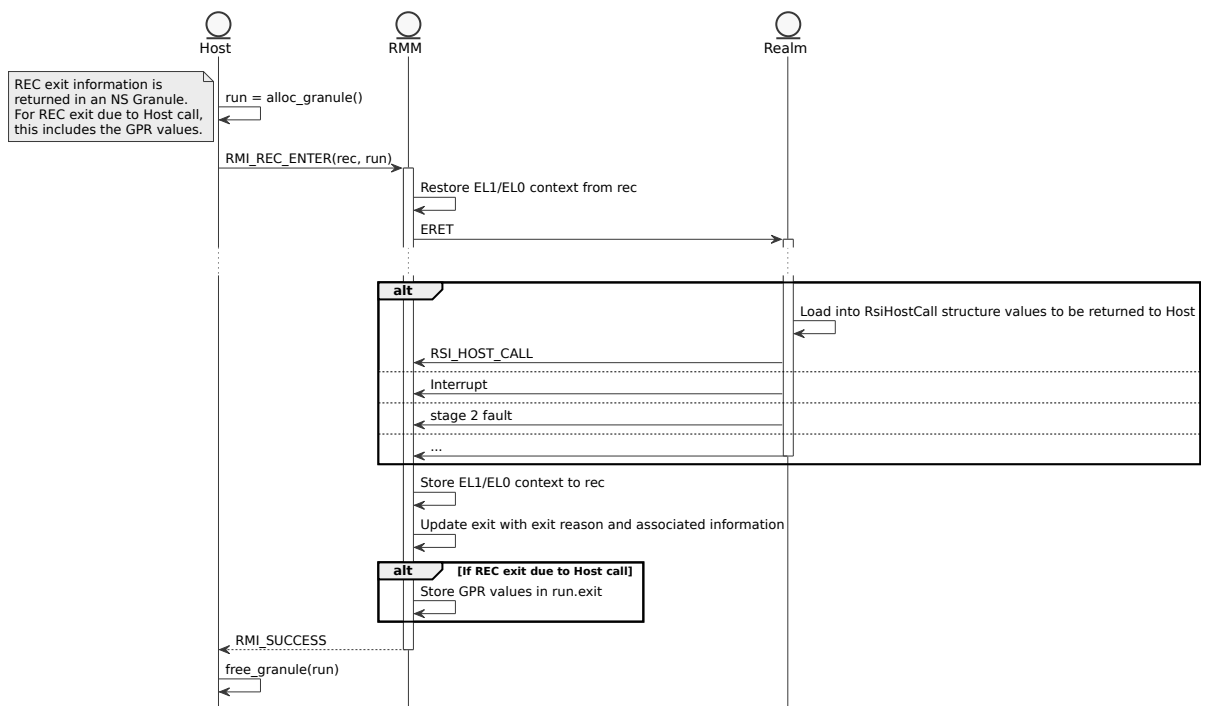 Host
RMM
Realm
REC exit information is
returned in an NS Granule.
For REC exit due to Host call,
this includes the GPR values.
run = alloc_granule()
RMI_REC_ENTER(rec, run)
Restore EL1/EL0 context from rec
ERET
alt
Load into RsiHostCall structure values to be returned to Host
RSI_HOST_CALL
Interrupt
stage 2 fault
...
Store EL1/EL0 context to rec
Update exit with exit reason and associated information
alt [If REC exit due to Host call]
Store GPR values in run.exit
RMI_SUCCESS
free_granule(run)